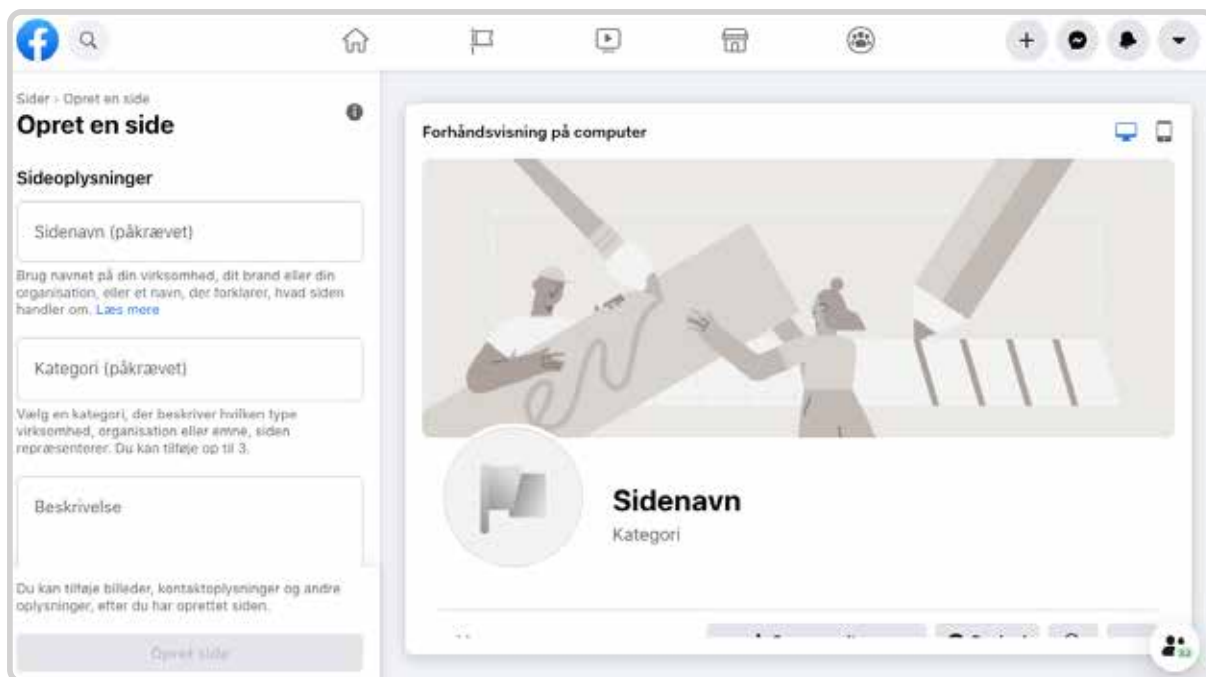 Sider › Opret en side
Opret en side
Sideoplysninger
Sidenavn (påkrævet)
Brug navnet på din virksomhed, dit brand eller din
organisation, eller et navn, der forklarer, hvad siden
handler om. Læs mere
Kategori (påkrævet)
Vælg en kategori, der beskriver hvilken type
virksomhed, organisation eller emne, siden
repræsenterer. Du kan tilføje op til 3.
Beskrivelse
Du kan tilføje billeder, kontaktoplysninger og andre
oplysninger, efter du har oprettet siden.
Opret side
Forhåndsvisning på computer
Sidenavn
Kategori